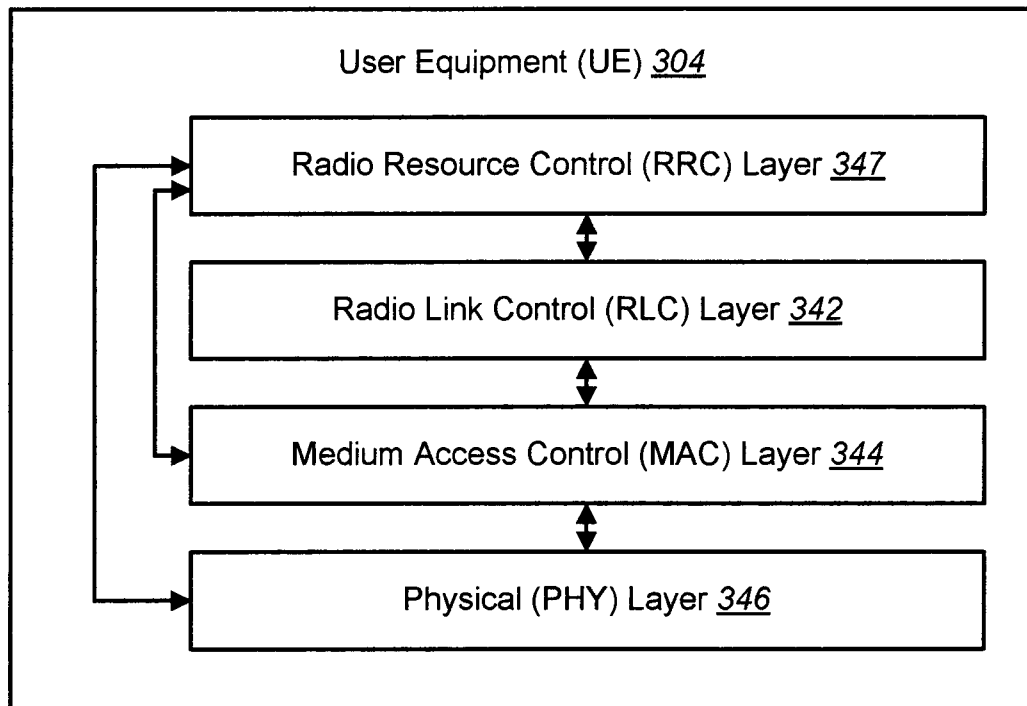 User Equipment (UE) 304
Radio Resource Control (RRC) Layer 347
Radio Link Control (RLC) Layer 342
Medium Access Control (MAC) Layer 344
Physical (PHY) Layer 346